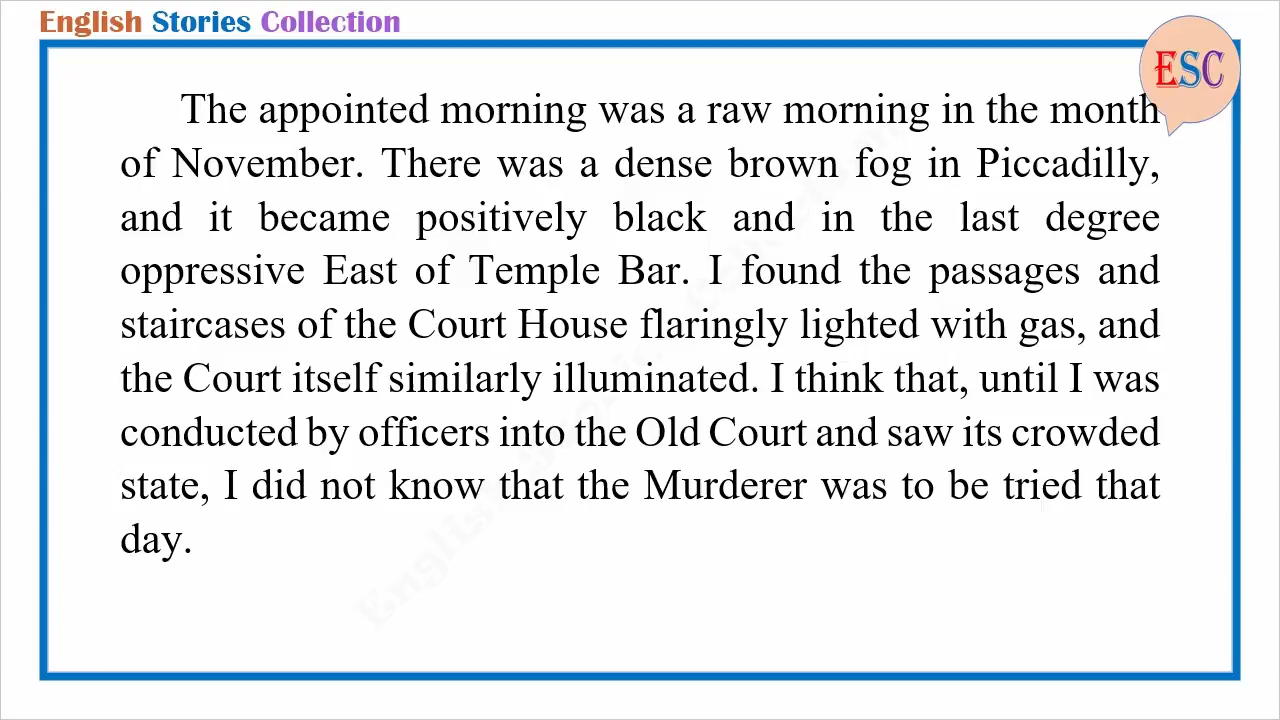 English Stories Collection
ESC
The appointed morning was a raw morning in the month
of November. There was a dense brown fog in Piccadilly,
and it became positively black and in the last degree
oppressive East of Temple Bar. I found the passages and
staircases of the Court House flaringly lighted with gas, and
the Court itself similarly illuminated. I think that, until I was
conducted by officers into the Old Court and saw its crowded
state, I did not know that the Murderer was to be tried that
day.